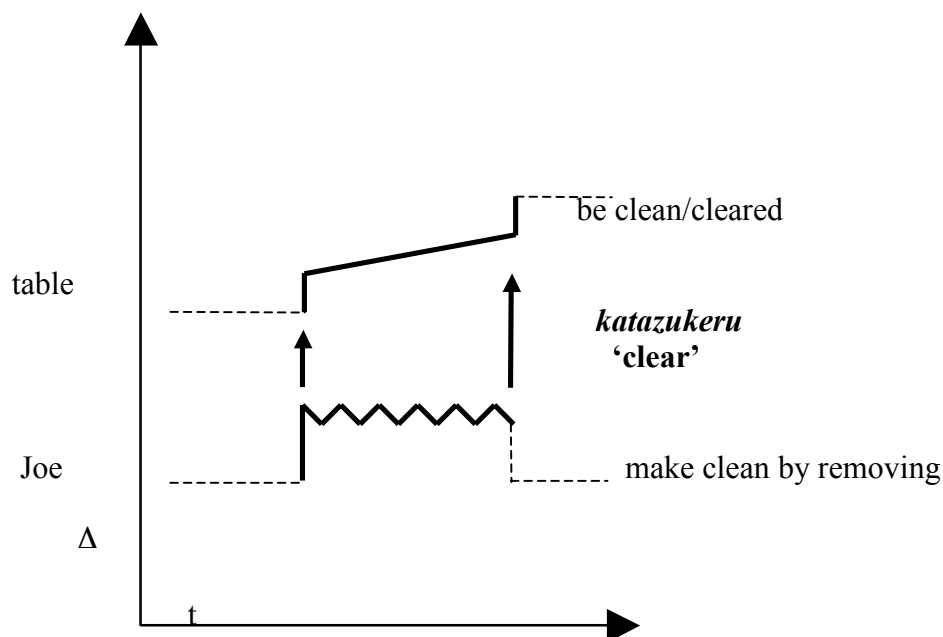 be clean/cleared
table
katazukeru
‘clear’
Joe
make clean by removing
Δ
t